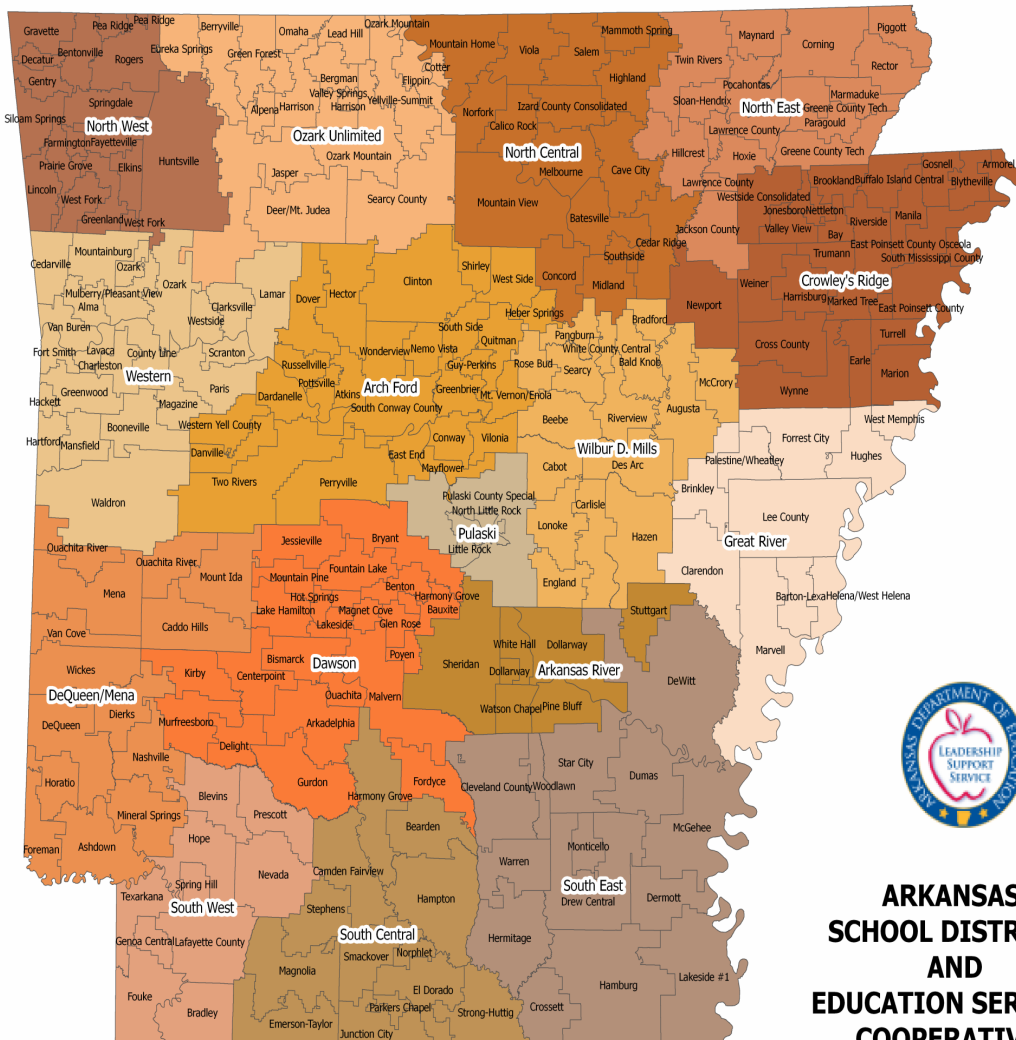 Gravette
Pea Ridge
Pea Ridge
Decatur
Bentonville
Rogers
Gentry
Springdale
Siloam Springs
North West
Farmington
Fayetteville
Prairie Grove
Elkins
Huntsville
Lincoln
West Fork
Greenland
West Fork
Berryville
Omaha
Lead Hill
Ozark Mountain
Eureka Springs
Green Forest
Cotter
Bergman
Flippin
Valley Springs
Alpena
Harrison
Harrison
Yellville-Summit
Ozark Unlimited
Ozark Mountain
Jasper
Searcy County
Deer/Mt. Judea
Mountain Home
Viola
Salem
Mammoth Spring
Highland
Norfork
Izard County Consolidated
Calico Rock
North Central
Melbourne
Cave City
Mountain View
Batesville
Cedar Ridge
Southside
Concord
Midland
Maynard
Corning
Piggott
Twin Rivers
Rector
Pocahontas
Marmaduke
Sloan-Hendrix
North East
Greene County Tech
Paragould
Lawrence County
Hillcrest
Hoxie
Greene County Tech
Lawrence County
Jackson County
Gosnell
Armorel
Brookland
Buffalo Island Central
Blytheville
Westside Consolidated
Jonesboro
Nettleton
Riverside
Manila
Valley View
Bay
East Poinsett County
Osceola
Trumann
South Mississippi County
Weiner
Crowley's Ridge
Harrisburg
Marked Tree
East Poinsett County
Newport
Turrell
Cross County
Earle
Marion
Wynne
Mountainburg
Cedarville
Ozark
Ozark
Mulberry/Pleasant View
Alma
Clarksville
Lamar
Van Buren
Westside
Fort Smith
Lavaca
County Line
Scranton
Charleston
Western
Greenwood
Paris
Hackett
Magazine
Booneville
Hartford
Mansfield
Waldron
Dover
Hector
Clinton
Shirley
West Side
Heber Springs
South Side
Quitman
Wonderview
Nemo Vista
Russellville
Guy-Perkins
Pottsville
Arch Ford
Greenbrier
Dardanelle
Atkins
Mt. Vernon/Enola
South Conway County
Western Yell County
Conway
Vilonia
Danville
East End
Mayflower
Two Rivers
Perryville
Bradford
Pangburn
White County Central
Rose Bud
Bald Knob
Searcy
McCrory
Augusta
Beebe
Riverview
Wilbur D. Mills
Cabot
Des Arc
Carlisle
Lonoke
Hazen
England
Pulaski County Special
North Little Rock
Pulaski
Little Rock
West Memphis
Forrest City
Hughes
Palestine/Wheatley
Brinkley
Lee County
Great River
Clarendon
Barton-Lexa
Helena/West Helena
Marvell
Ouachita River
Ouachita River
Mount Ida
Mena
Caddo Hills
Van Cove
Wickes
DeQueen/Mena
Dierks
DeQueen
Nashville
Horatio
Mineral Springs
Foreman
Ashdown
Jessieville
Bryant
Fountain Lake
Mountain Pine
Benton
Hot Springs
Harmony Grove
Lake Hamilton
Magnet Cove
Bauxite
Lakeside
Glen Rose
Bismarck
Dawson
Poyen
Kirby
Centerpoint
Ouachita
Malvern
Murfreesboro
Arkadelphia
Delight
Gurdon
Fordyce
Stuttgart
White Hall
Dollarway
Sheridan
Dollarway
Arkansas River
Watson Chapel
Pine Bluff
DeWitt
Star City
Dumas
Cleveland County
Woodlawn
McGehee
Monticello
Warren
South East
Drew Central
Dermott
Hermitage
Lakeside #1
Hamburg
Crossett
Blevins
Prescott
Hope
Nevada
Spring Hill
Texarkana
South West
Genoa Central
Lafayette County
Fouke
Bradley
Harmony Grove
Bearden
Camden Fairview
Hampton
Stephens
South Central
Norphlet
Smackover
Magnolia
El Dorado
Parkers Chapel
Strong-Huttig
Emerson-Taylor
Junction City
ARKANSAS DEPARTMENT OF EDUCATION
LEADERSHIP
SUPPORT
SERVICE
ARKANSAS
SCHOOL DISTR
AND
EDUCATION SER
COOPERATIV